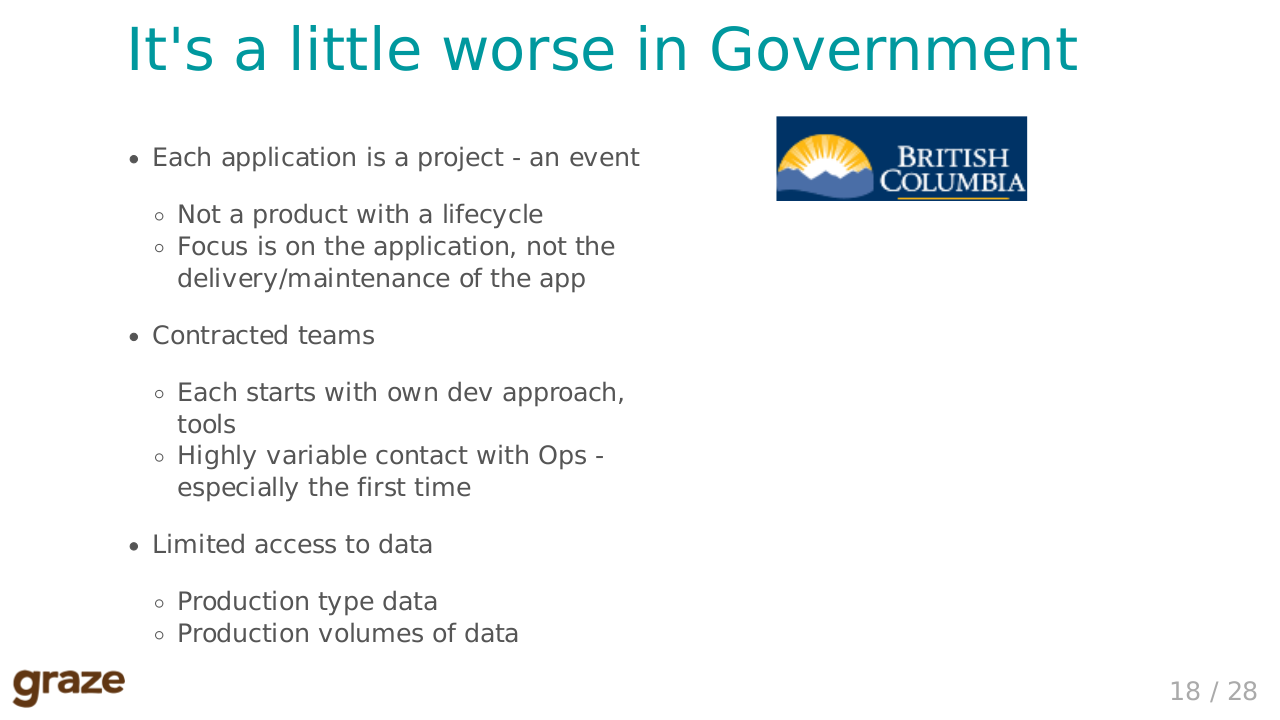 It's a little worse in Government
• Each application is a project - an event
◦ Not a product with a lifecycle
◦ Focus is on the application, not the
delivery/maintenance of the app
• Contracted teams
◦ Each starts with own dev approach,
tools
◦ Highly variable contact with Ops -
especially the first time
• Limited access to data
◦ Production type data
◦ Production volumes of data
BRITISH
COLUMBIA
graze
18 / 28